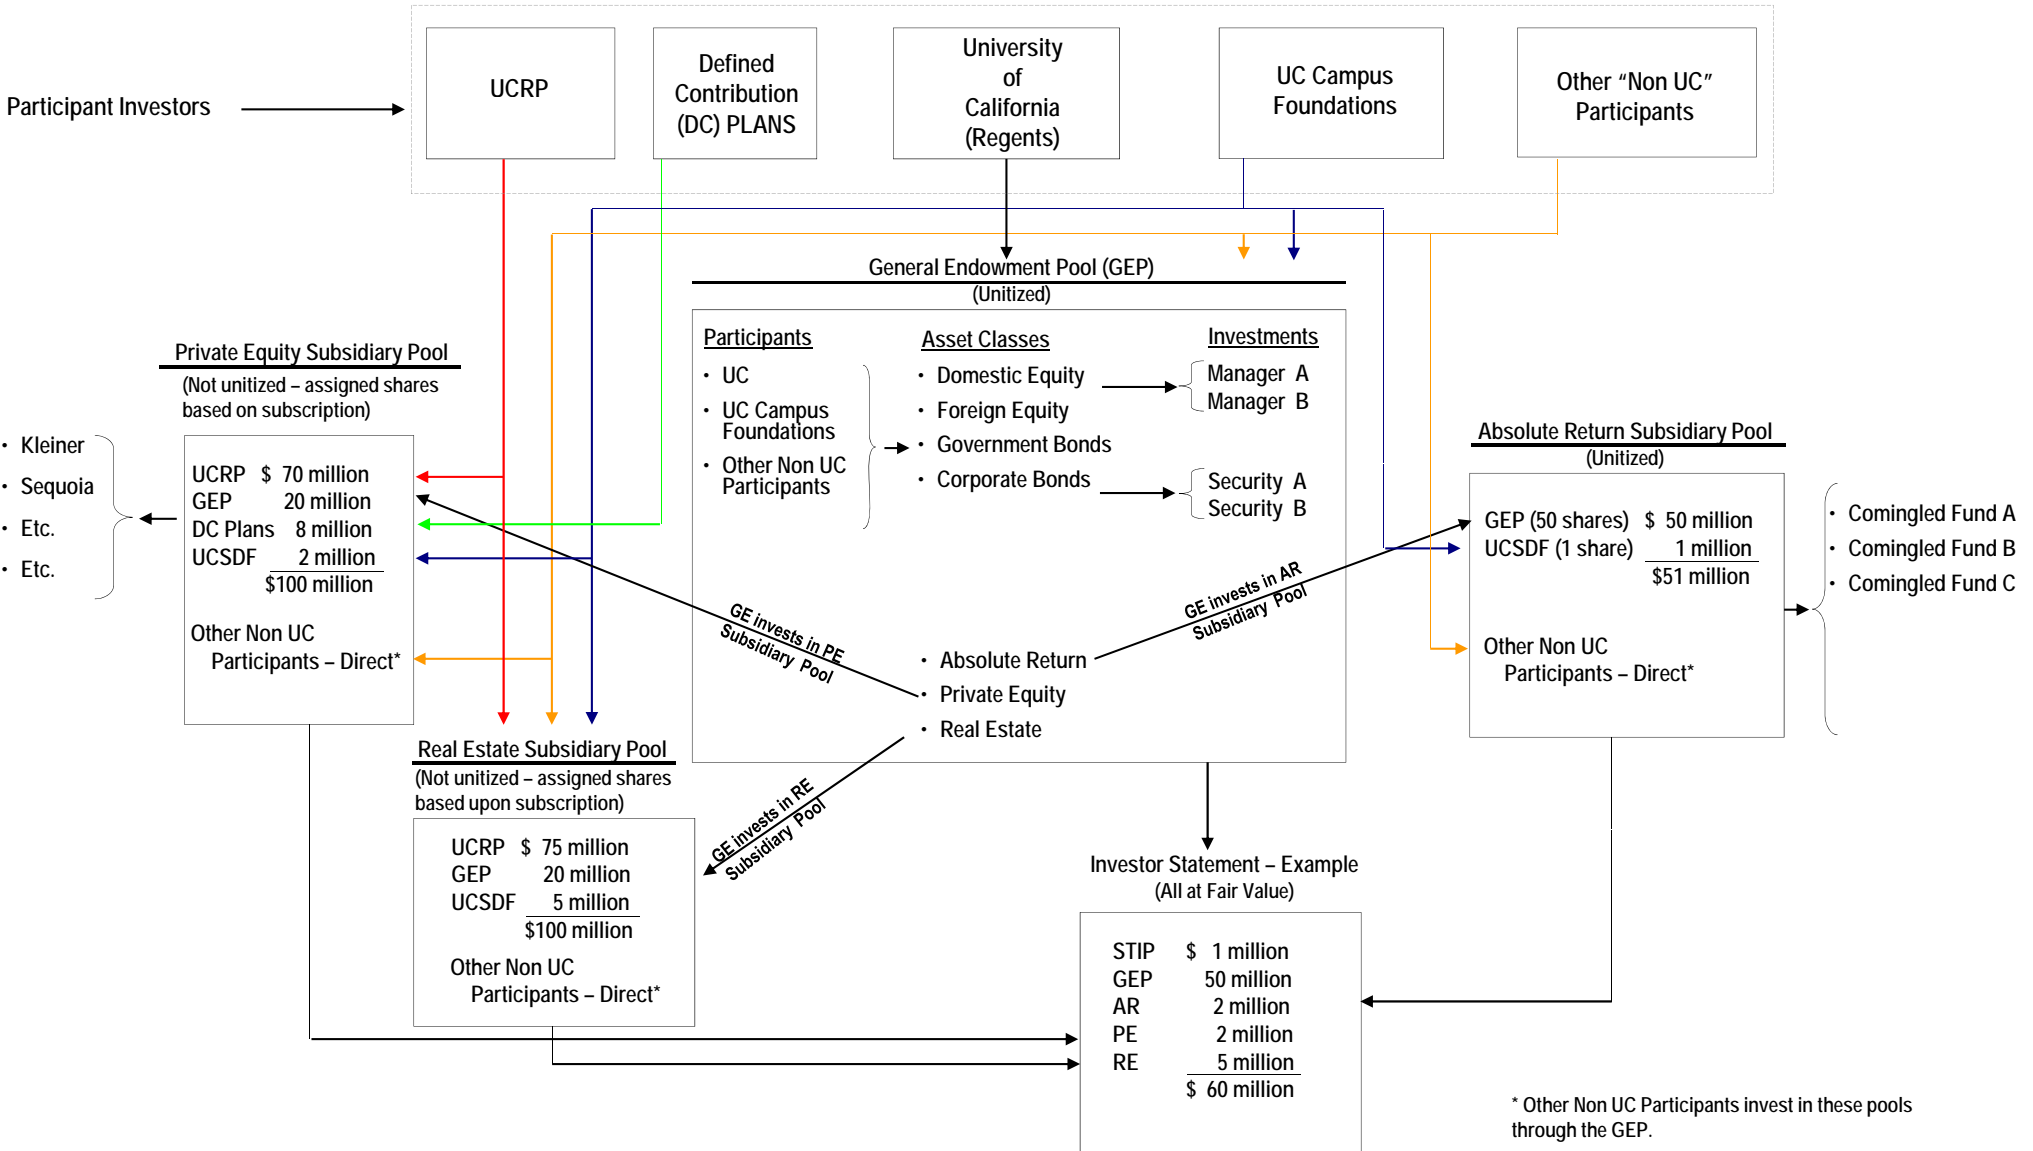 Participant Investors
UCRP
Defined
Contribution
(DC) PLANS
University
of
California
(Regents)
UC Campus
Foundations
Other “Non UC”
Participants
General Endowment Pool (GEP)
(Unitized)
Participants
• UC
• UC Campus
Foundations
• Other Non UC
Participants
Asset Classes
• Domestic Equity
• Foreign Equity
• Government Bonds
• Corporate Bonds
Investments
Manager A
Manager B
Security A
Security B
• Absolute Return
• Private Equity
• Real Estate
GE invests in PE
Subsidiary Pool
GE invests in AR
Subsidiary Pool
GE invests in RE
Subsidiary Pool
Private Equity Subsidiary Pool
(Not unitized – assigned shares
based on subscription)
• Kleiner
• Sequoia
• Etc.
• Etc.
UCRP $ 70 million
GEP 20 million
DC Plans 8 million
UCSDF 2 million
$100 million
Other Non UC
Participants – Direct*
Real Estate Subsidiary Pool
(Not unitized – assigned shares
based upon subscription)
UCRP $ 75 million
GEP 20 million
UCSDF 5 million
$100 million
Other Non UC
Participants – Direct*
Absolute Return Subsidiary Pool
(Unitized)
GEP (50 shares) $ 50 million
UCSDF (1 share) 1 million
$51 million
Other Non UC
Participants – Direct*
• Comingled Fund A
• Comingled Fund B
• Comingled Fund C
Investor Statement – Example
(All at Fair Value)
STIP $ 1 million
GEP 50 million
AR 2 million
PE 2 million
RE 5 million
$ 60 million
* Other Non UC Participants invest in these pools
through the GEP.